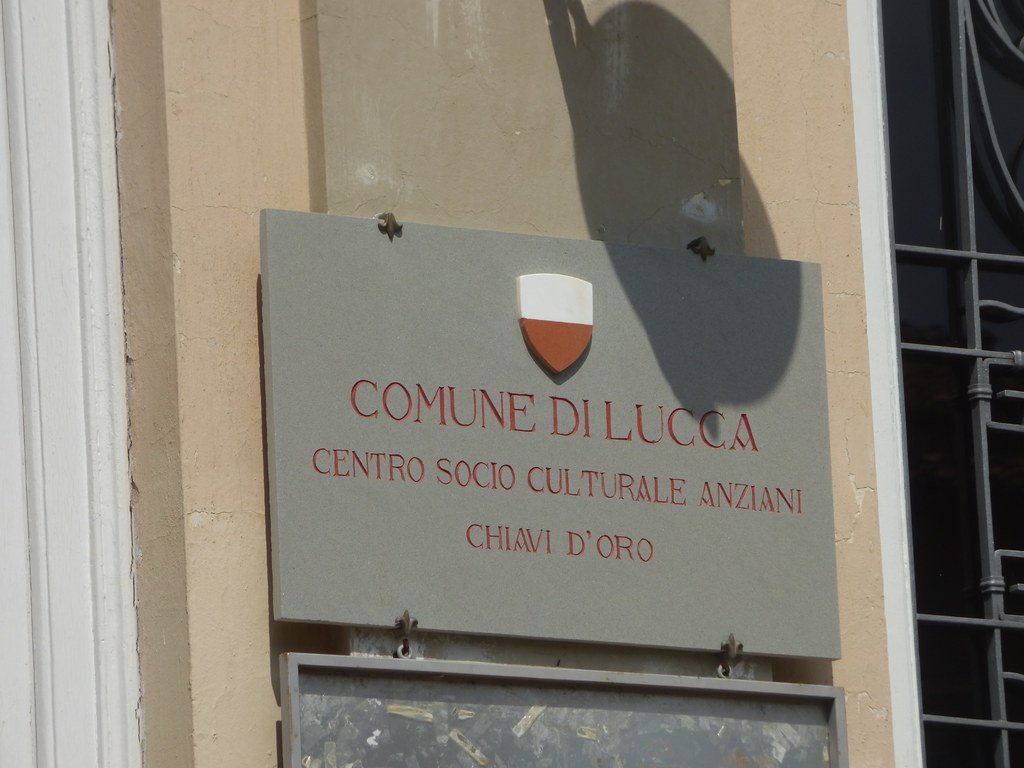 COMUNE DI LUCCA
CENTRO SOCIO CULTURALE ANZIANI
CHIAVI D'ORO